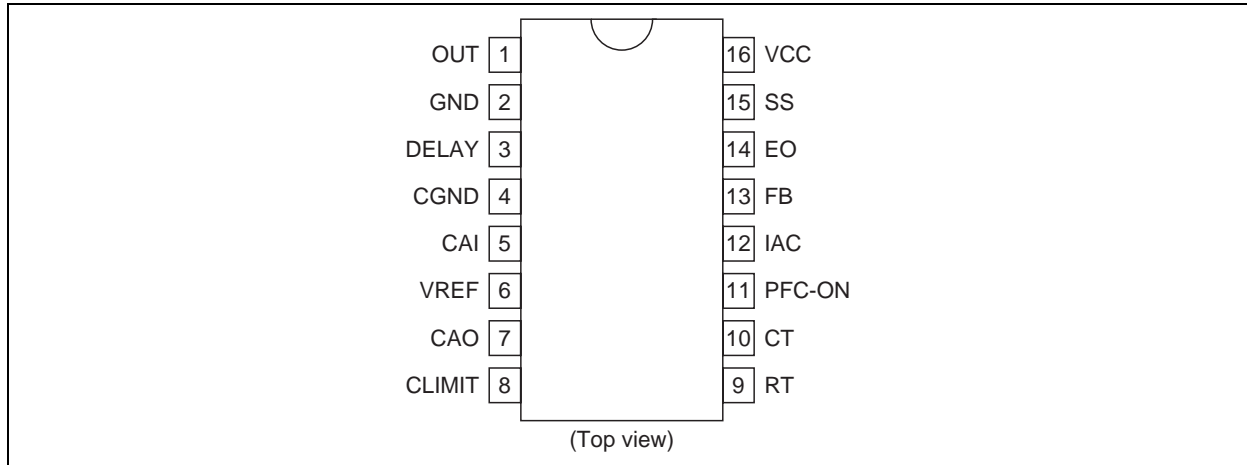 OUT 1 16 VCC
GND 2 15 SS
DELAY 3 14 EO
CGND 4 13 FB
CAI 5 12 IAC
VREF 6 11 PFC-ON
CAO 7 10 CT
CLIMIT 8 9 RT
(Top view)